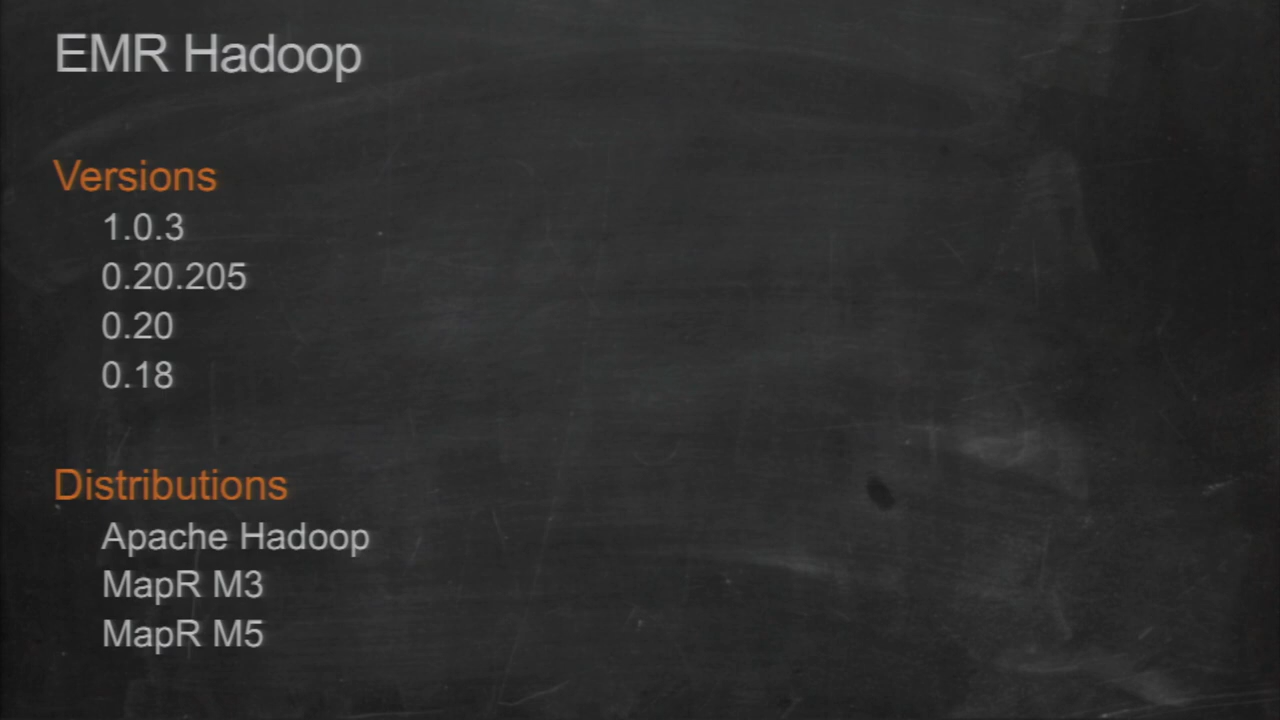 EMR Hadoop
Versions
1.0.3
0.20.205
0.20
0.18
Distributions
Apache Hadoop
MapR M3
MapR M5